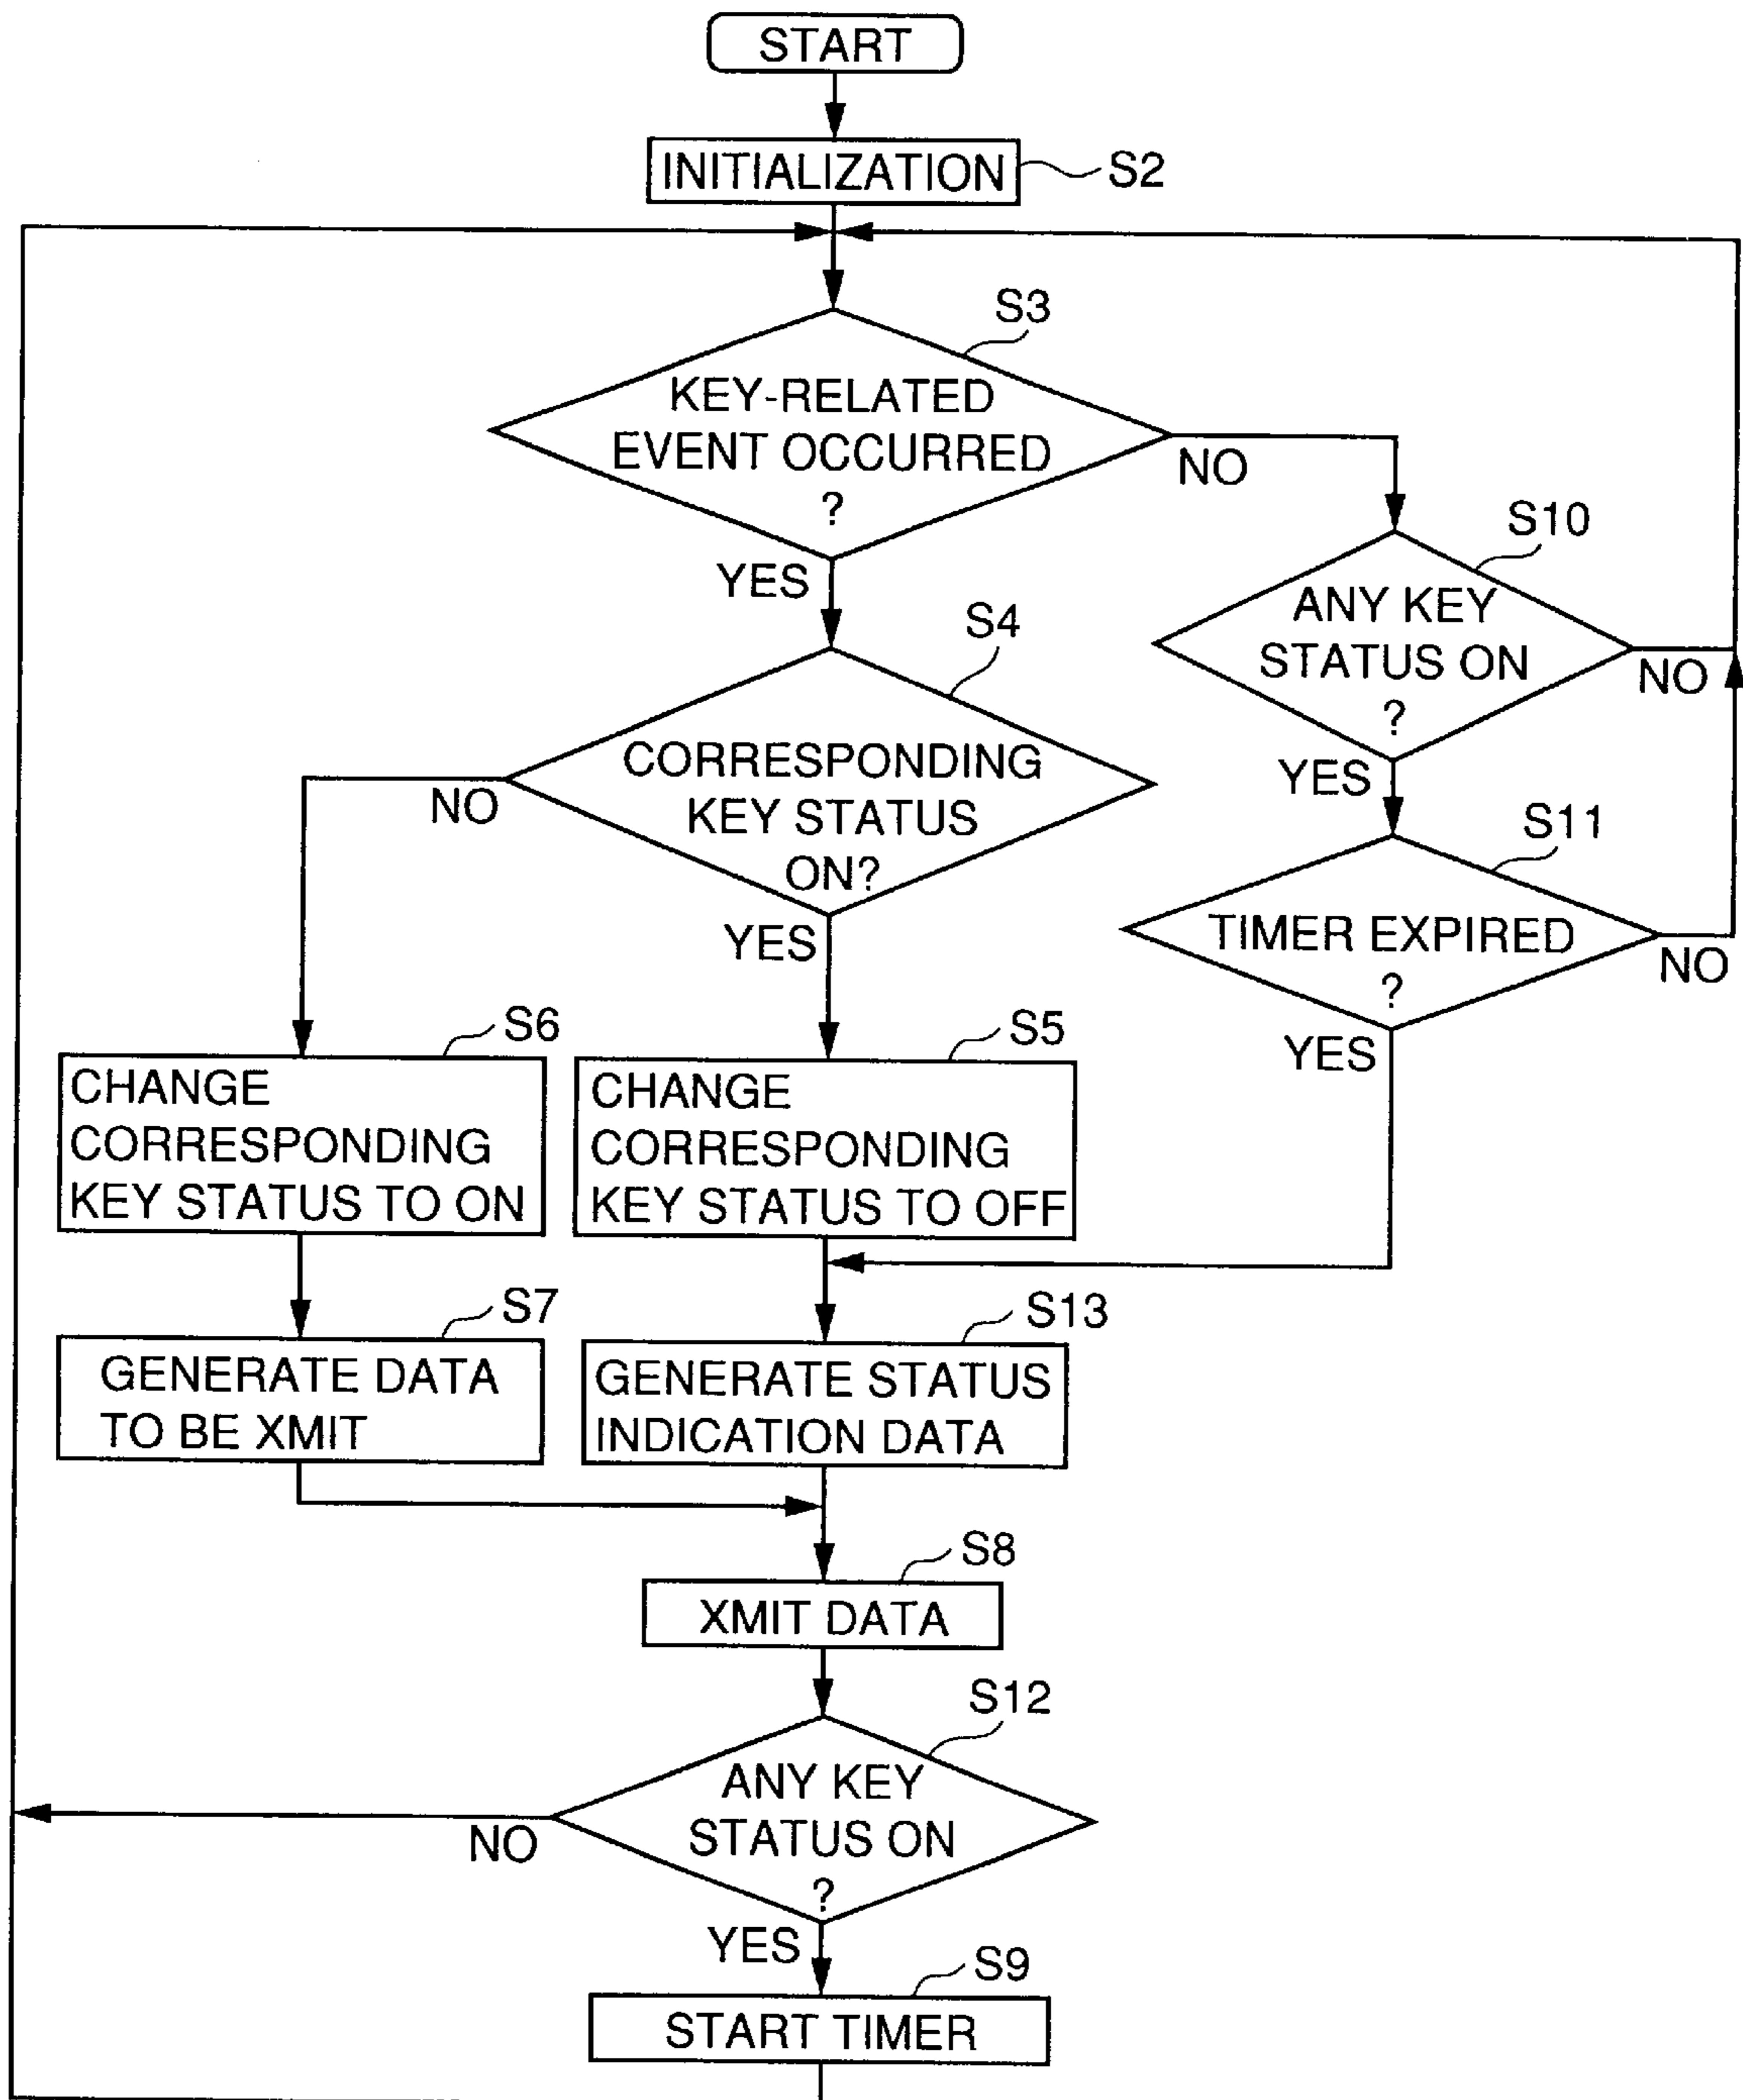 START
INITIALIZATION
S2
S3
KEY-RELATED
EVENT OCCURRED
?
NO
YES
S10
ANY KEY
STATUS ON
?
NO
YES
S4
CORRESPONDING
KEY STATUS
ON?
NO
YES
S11
TIMER EXPIRED
?
NO
YES
S6
CHANGE
CORRESPONDING
KEY STATUS TO ON
S5
CHANGE
CORRESPONDING
KEY STATUS TO OFF
S7
GENERATE DATA
TO BE XMIT
S13
GENERATE STATUS
INDICATION DATA
S8
XMIT DATA
S12
ANY KEY
STATUS ON
?
NO
YES
S9
START TIMER